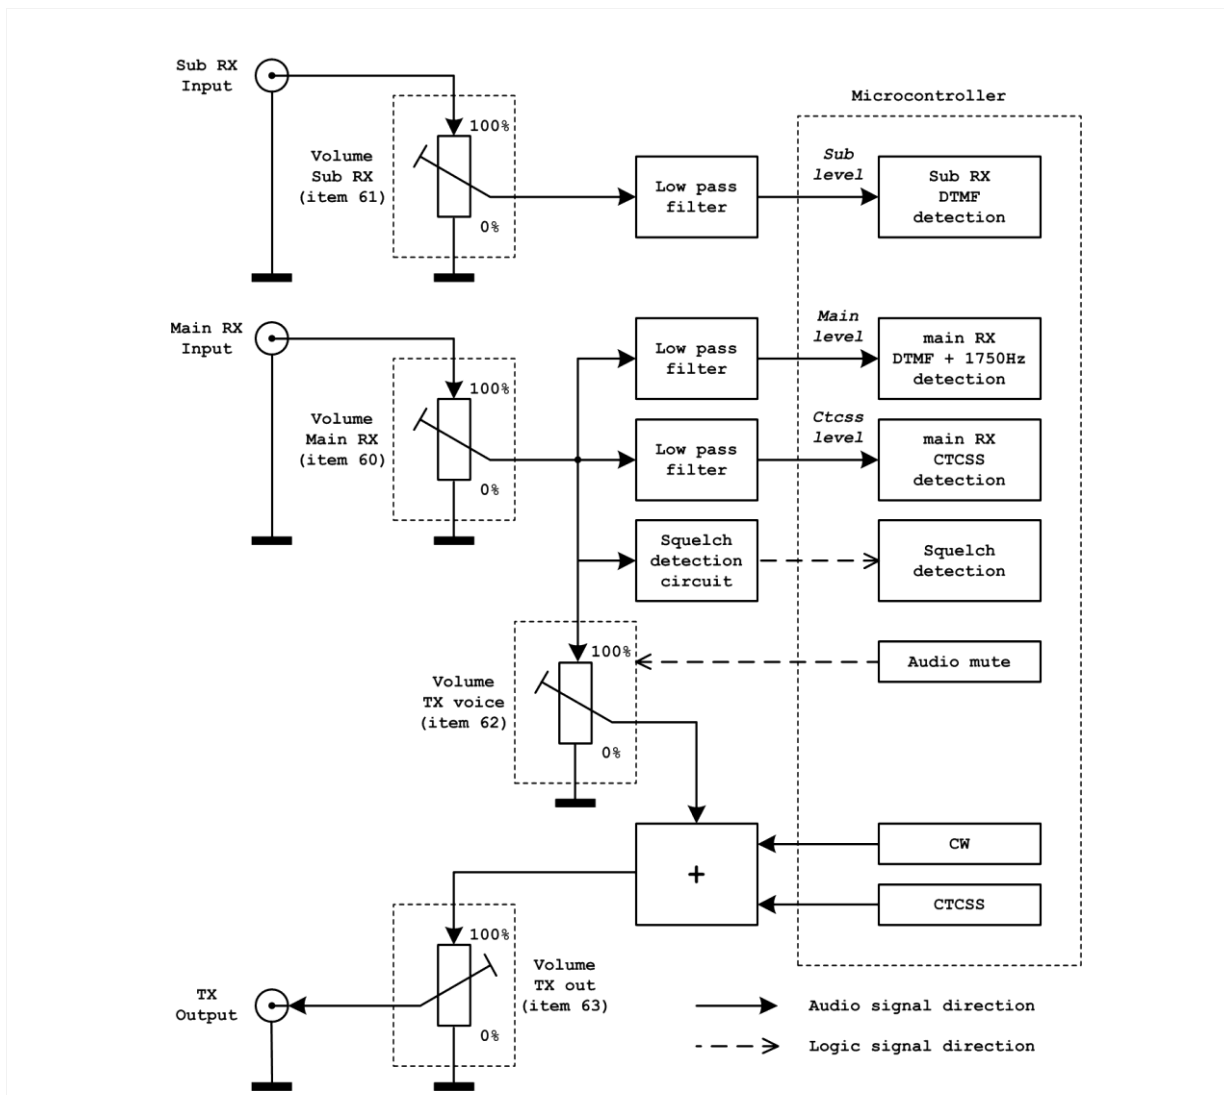 Sub RX
Input
100%
Volume
Sub RX
(item 61)
0%
Low pass
filter
Microcontroller
Sub
level
Sub RX
DTMF
detection
Main RX
Input
100%
Volume
Main RX
(item 60)
0%
Low pass
filter
Main
level
main RX
DTMF + 1750Hz
detection
Low pass
filter
Ctcss
level
main RX
CTCSS
detection
Squelch
detection
circuit
Squelch
detection
100%
Volume
TX voice
(item 62)
0%
Audio mute
+
CW
CTCSS
100%
Volume
TX out
(item 63)
0%
TX
Output
Audio signal direction
Logic signal direction